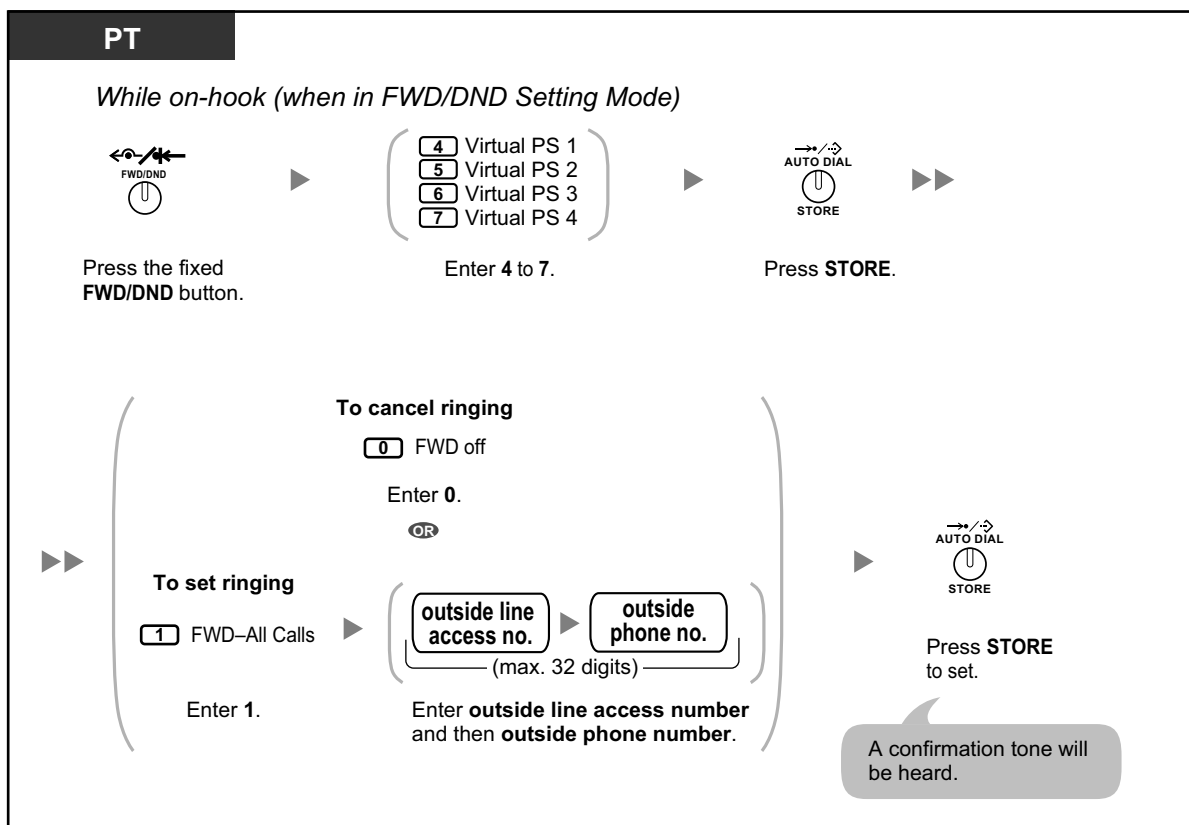 PT
While on-hook (when in FWD/DND Setting Mode)
FWD/DND
4 Virtual PS 1
5 Virtual PS 2
6 Virtual PS 3
7 Virtual PS 4
AUTO DIAL
STORE
Press the fixed
FWD/DND button.
Enter 4 to 7.
Press STORE.
To cancel ringing
0 FWD off
Enter 0.
OR
To set ringing
1 FWD–All Calls
outside line
access no.
outside
phone no.
(max. 32 digits)
Enter 1.
Enter outside line access number
and then outside phone number.
AUTO DIAL
STORE
Press STORE
to set.
A confirmation tone will
be heard.